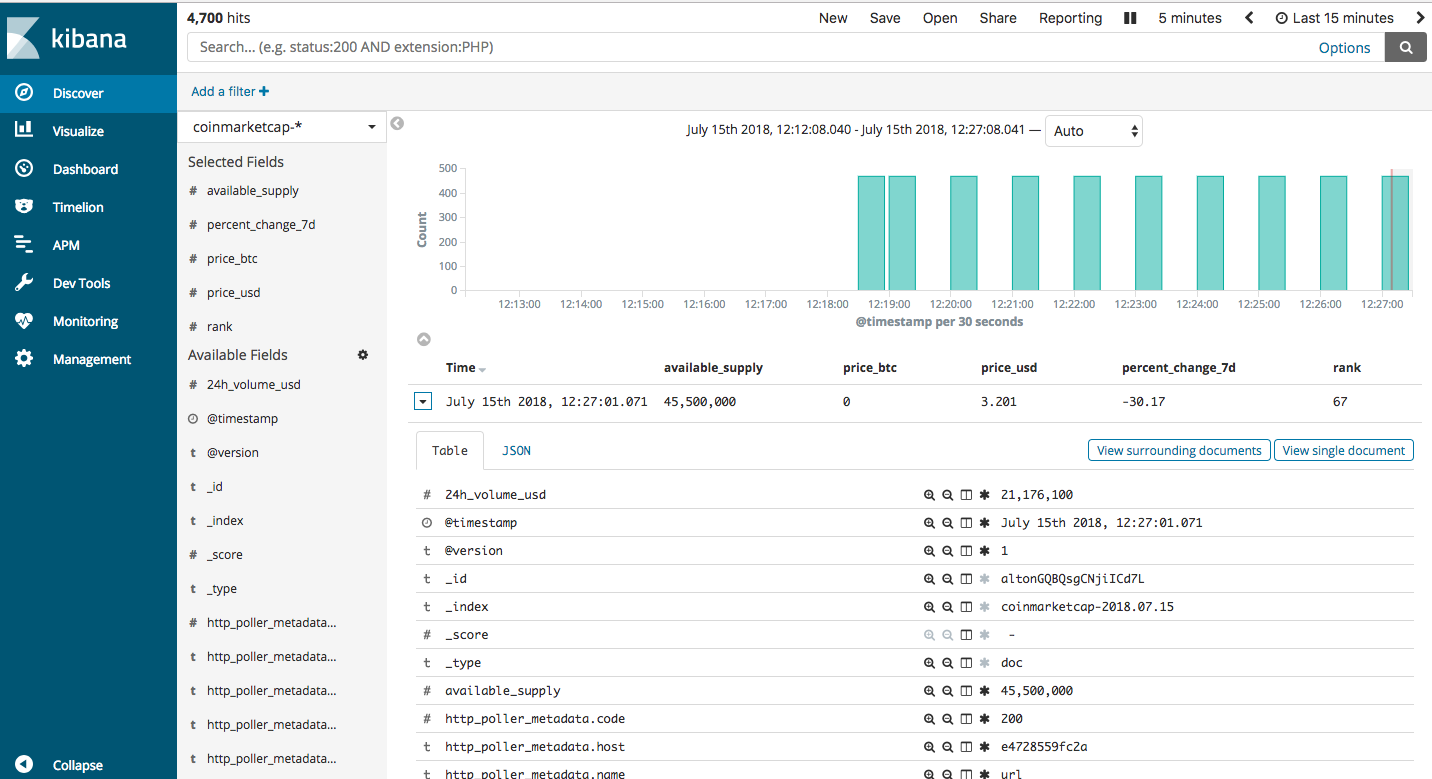 kibana
Discover
Visualize
Dashboard
Timelion
APM
Dev Tools
Monitoring
Management
Collapse
4,700 hits
New Save Open Share Reporting 5 minutes Last 15 minutes
Search... (e.g. status:200 AND extension:PHP)
Options
Add a filter
coinmarketcap-*
Selected Fields
# available_supply
# percent_change_7d
# price_btc
# price_usd
# rank
Available Fields
# 24h_volume_usd
@timestamp
t @version
t _id
t _index
# _score
t _type
# http_poller_metadata...
t http_poller_metadata...
t http_poller_metadata...
t http_poller_metadata...
t http_poller_metadata...
July 15th 2018, 12:12:08.040 - July 15th 2018, 12:27:08.041 —
Auto
Count
500
400
300
200
100
0
12:13:00 12:14:00 12:15:00 12:16:00 12:17:00 12:18:00 12:19:00 12:20:00 12:21:00 12:22:00 12:23:00 12:24:00 12:25:00 12:26:00 12:27:00
@timestamp per 30 seconds
Time available_supply price_btc price_usd percent_change_7d rank
July 15th 2018, 12:27:01.071 45,500,000 0 3.201 -30.17 67
Table JSON
View surrounding documents View single document
# 24h_volume_usd 21,176,100
@timestamp July 15th 2018, 12:27:01.071
t @version 1
t _id altonGQBQsgCNjiICd7L
t _index coinmarketcap-2018.07.15
# _score -
t _type doc
# available_supply 45,500,000
# http_poller_metadata.code 200
t http_poller_metadata.host e4728559fc2a
t http_poller_metadata.name url